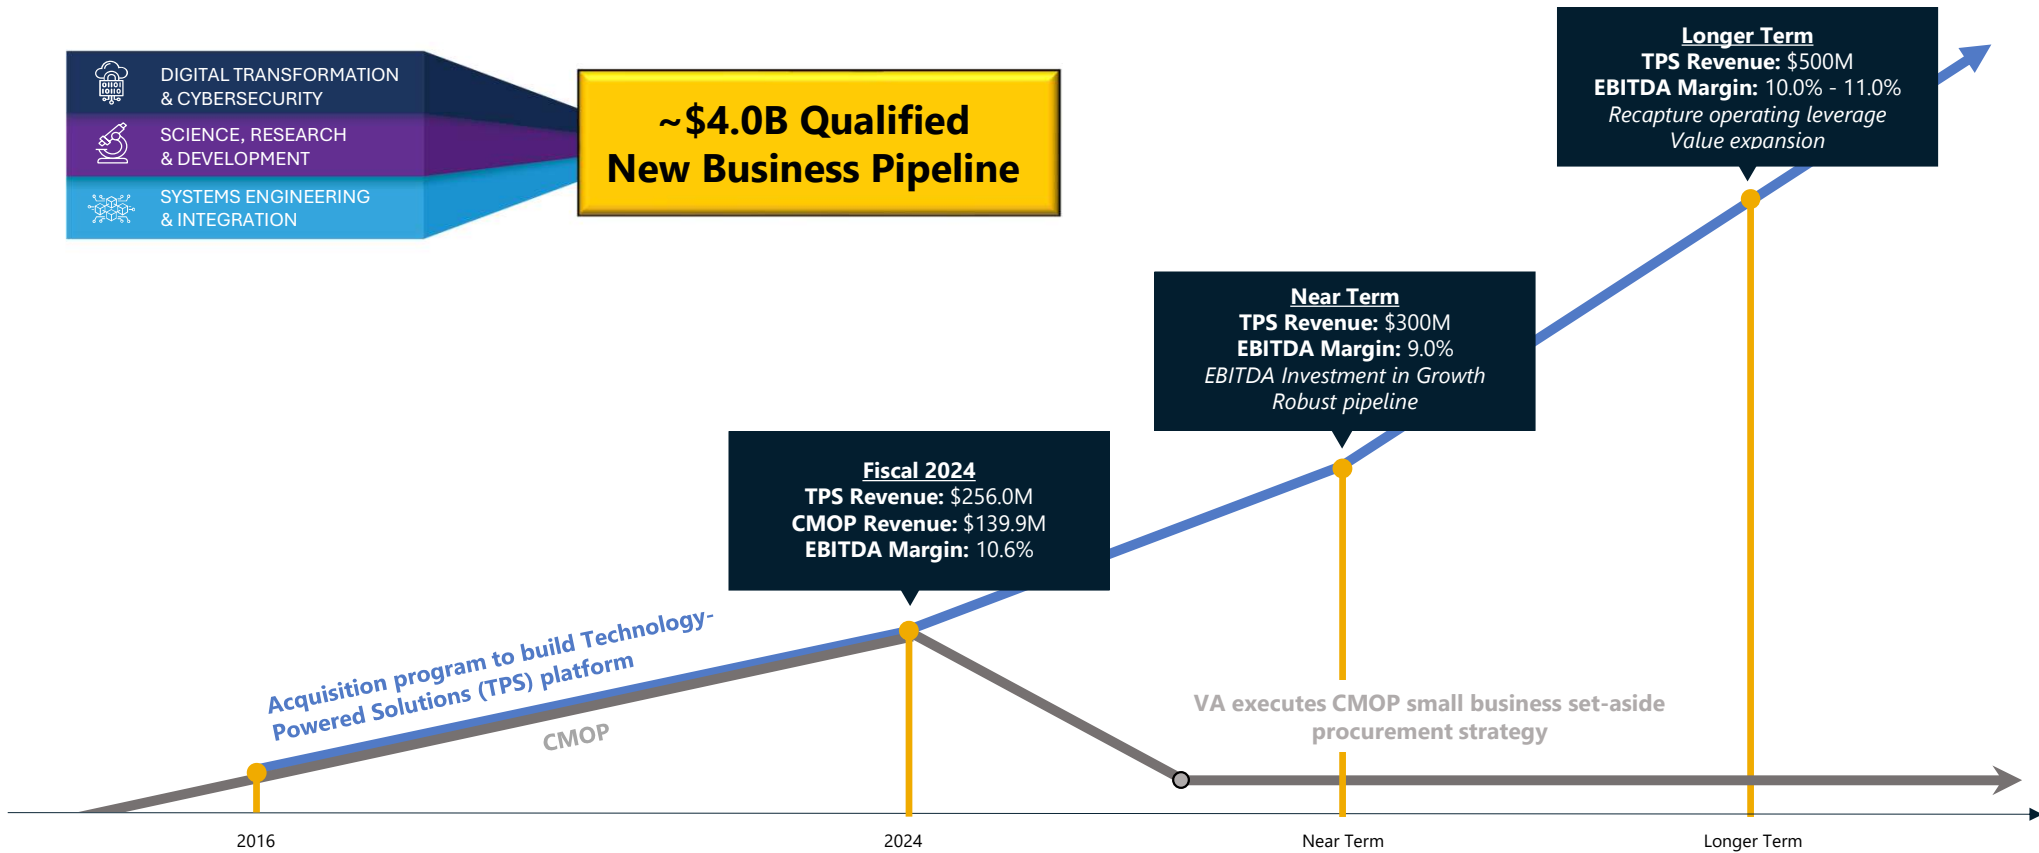 DIGITAL TRANSFORMATION
& CYBERSECURITY
SCIENCE, RESEARCH
& DEVELOPMENT
SYSTEMS ENGINEERING
& INTEGRATION
~$4.0B Qualified
New Business Pipeline
Longer Term
TPS Revenue: $500M
EBITDA Margin: 10.0% - 11.0%
Recapture operating leverage
Value expansion
Near Term
TPS Revenue: $300M
EBITDA Margin: 9.0%
EBITDA Investment in Growth
Robust pipeline
Fiscal 2024
TPS Revenue: $256.0M
CMOP Revenue: $139.9M
EBITDA Margin: 10.6%
Acquisition program to build Technology-
Powered Solutions (TPS) platform
CMOP
VA executes CMOP small business set-aside
procurement strategy
2016
2024
Near Term
Longer Term